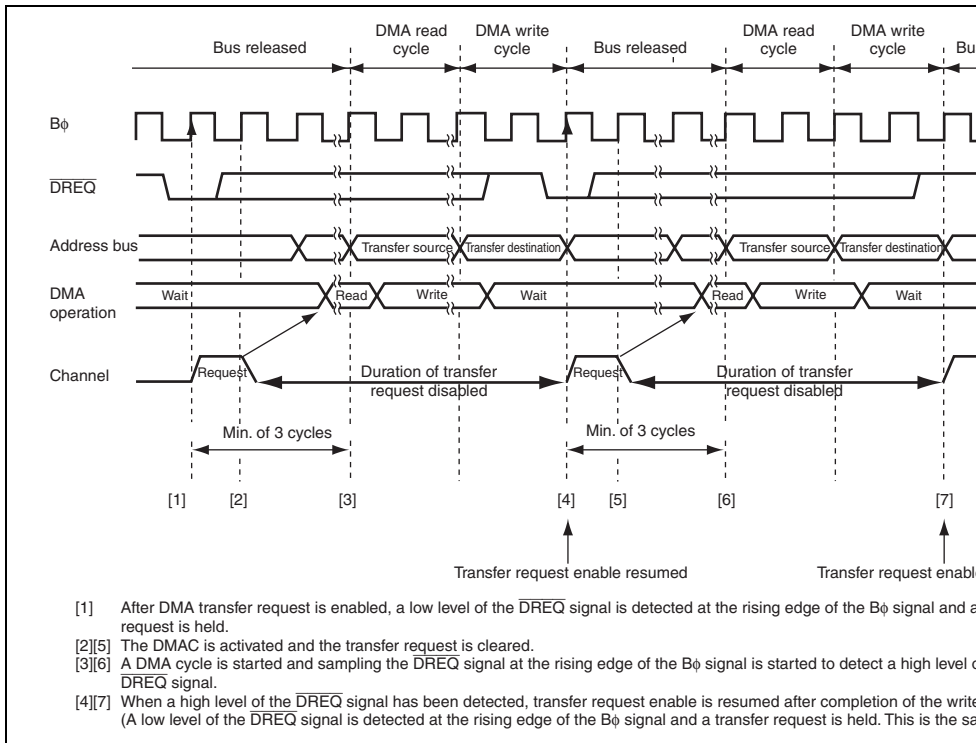 Bus released
DMA read cycle
DMA write cycle
Bus released
DMA read cycle
DMA write cycle
Bu
Bϕ
DREQ
Address bus
Transfer source
Transfer destination
Transfer source
Transfer destination
DMA operation
Wait
Read
Write
Wait
Read
Write
Wait
Channel
Request
Duration of transfer request disabled
Request
Duration of transfer request disabled
Min. of 3 cycles
Min. of 3 cycles
[1]
[2]
[3]
[4]
[5]
[6]
[7]
Transfer request enable resumed
Transfer request enabl
[1] After DMA transfer request is enabled, a low level of the DREQ signal is detected at the rising edge of the Bϕ signal and a
request is held.
[2][5] The DMAC is activated and the transfer request is cleared.
[3][6] A DMA cycle is started and sampling the DREQ signal at the rising edge of the Bϕ signal is started to detect a high level o
DREQ signal.
[4][7] When a high level of the DREQ signal has been detected, transfer request enable is resumed after completion of the write
(A low level of the DREQ signal is detected at the rising edge of the Bϕ signal and a transfer request is held. This is the sa